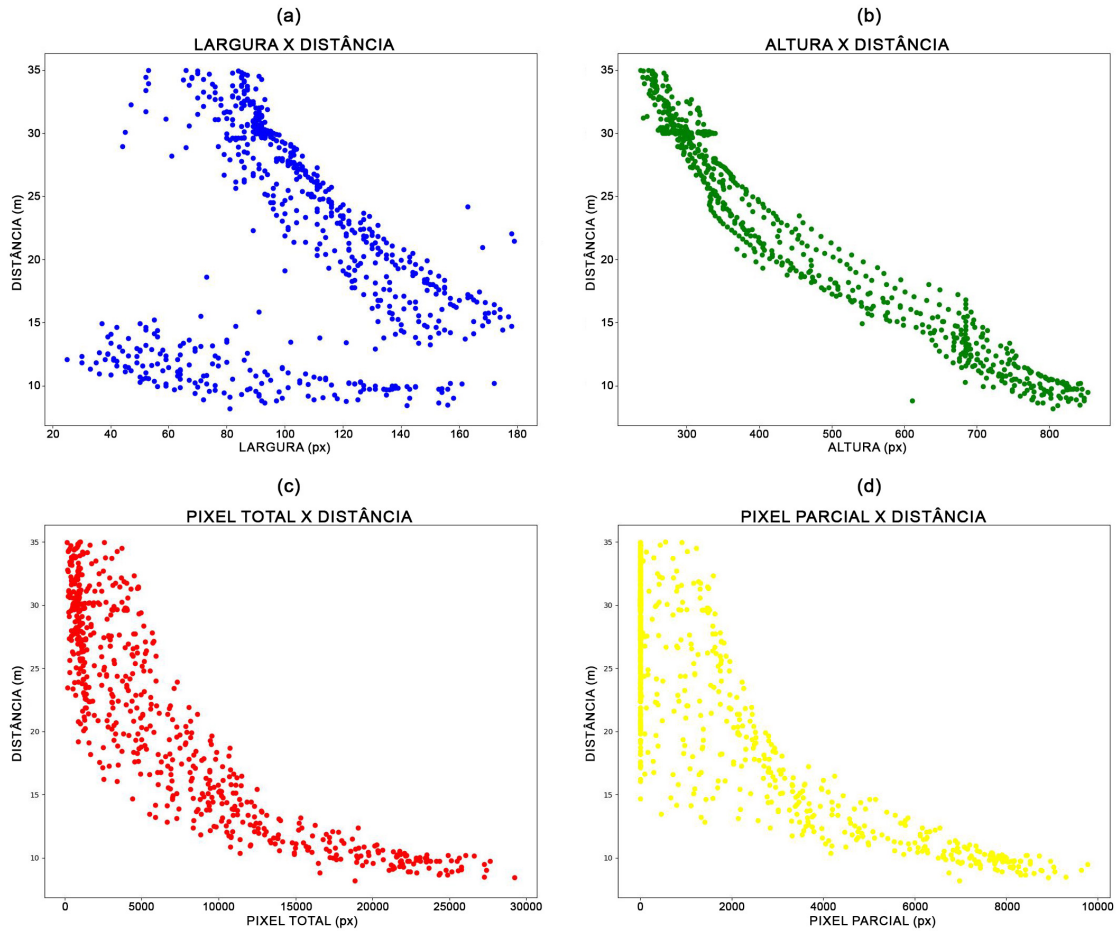 (a)
LARGURA X DISTÂNCIA
DISTÂNCIA (m)
35
30
25
20
15
10
20 40 60 80 100 120 140 160 180
LARGURA (px)
(b)
ALTURA X DISTÂNCIA
DISTÂNCIA (m)
35
30
25
20
15
10
300 400 500 600 700 800
ALTURA (px)
(c)
PIXEL TOTAL X DISTÂNCIA
DISTÂNCIA (m)
35
30
25
20
15
10
0 5000 10000 15000 20000 25000 30000
PIXEL TOTAL (px)
(d)
PIXEL PARCIAL X DISTÂNCIA
DISTÂNCIA (m)
35
30
25
20
15
10
0 2000 4000 6000 8000 10000
PIXEL PARCIAL (px)